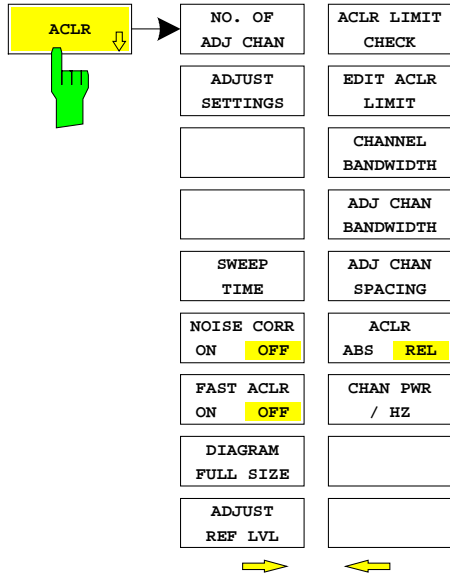 ACLR
NO. OF
ADJ CHAN
ADJUST
SETTINGS
SWEEP
TIME
NOISE CORR
ON OFF
FAST ACLR
ON OFF
DIAGRAM
FULL SIZE
ADJUST
REF LVL
ACLR LIMIT
CHECK
EDIT ACLR
LIMIT
CHANNEL
BANDWIDTH
ADJ CHAN
BANDWIDTH
ADJ CHAN
SPACING
ACLR
ABS REL
CHAN PWR
/ HZ